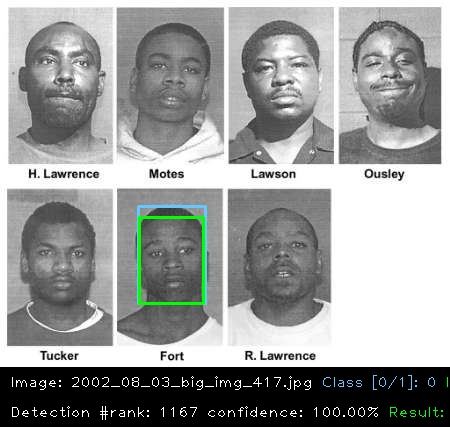 H. Lawrence Motes Lawson Ousley
Tucker Fort R. Lawrence
Image: 2002_08_03_big_img_417.jpg Class [0/1]: 0
Detection #rank: 1167 confidence: 100.00% Result: